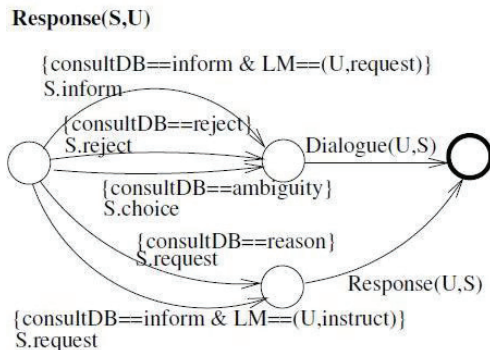 Response(S,U)
{consultDB==inform & LM==(U,request)}
S.inform
{consultDB==reject}
S.reject
Dialogue(U,S)
{consultDB==ambiguity}
S.choice
{consultDB==reason}
S.request
Response(U,S)
{consultDB==inform & LM==(U,instruct)}
S.request